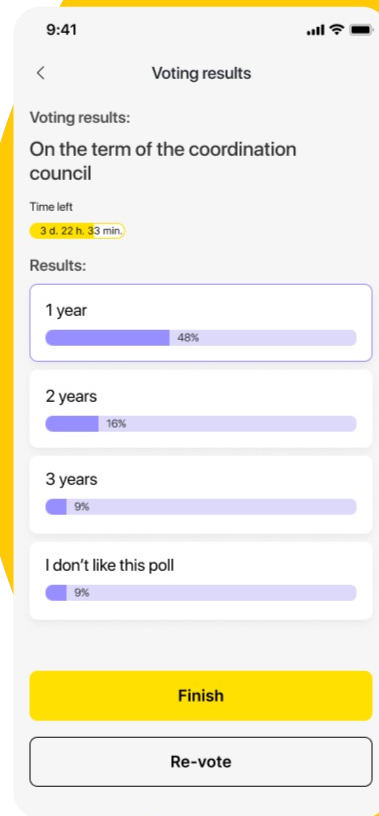 9:41
Voting results
Voting results:
On the term of the coordination
council
Time left
3 d. 22 h. 33 min.
Results:
1 year
48%
2 years
16%
3 years
9%
I don’t like this poll
9%
Finish
Re-vote